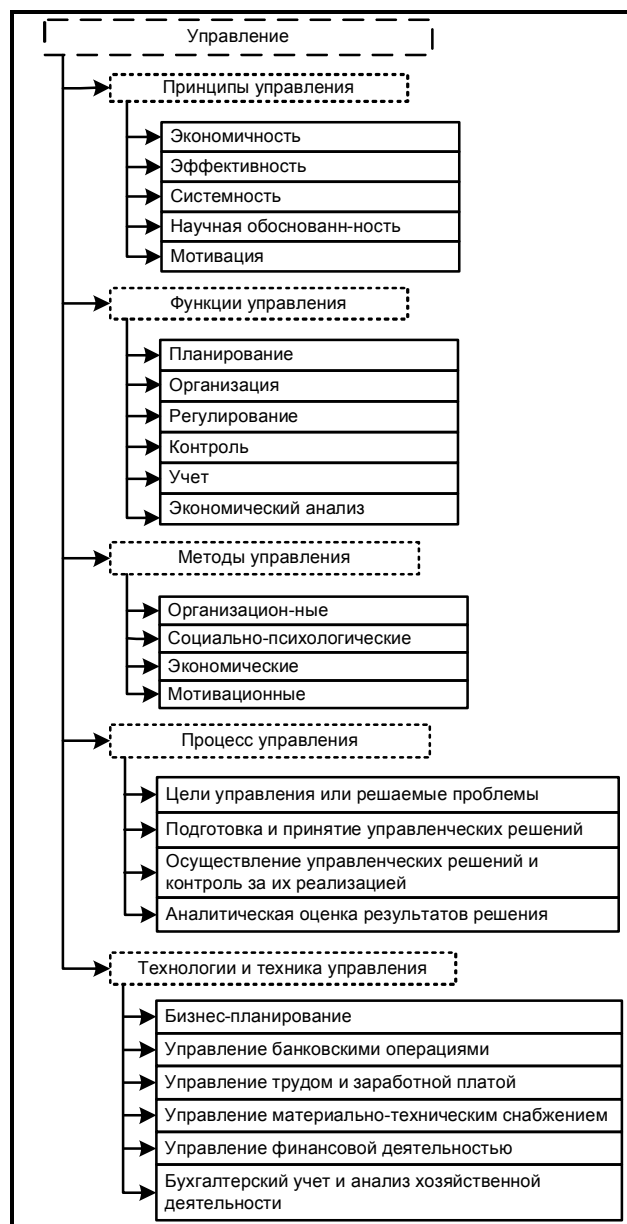 Управление
Принципы управления
Экономичность
Эффективность
Системность
Научная обоснованн-ность
Мотивация
Функции управления
Планирование
Организация
Регулирование
Контроль
Учет
Экономический анализ
Методы управления
Организацион-ные
Социально-психологические
Экономические
Мотивационные
Процесс управления
Цели управления или решаемые проблемы
Подготовка и принятие управленческих решений
Осуществление управленческих решений и
контроль за их реализацией
Аналитическая оценка результатов решения
Технологии и техника управления
Бизнес-планирование
Управление банковскими операциями
Управление трудом и заработной платой
Управление материально-техническим снабжением
Управление финансовой деятельностью
Бухгалтерский учет и анализ хозяйственной
деятельности